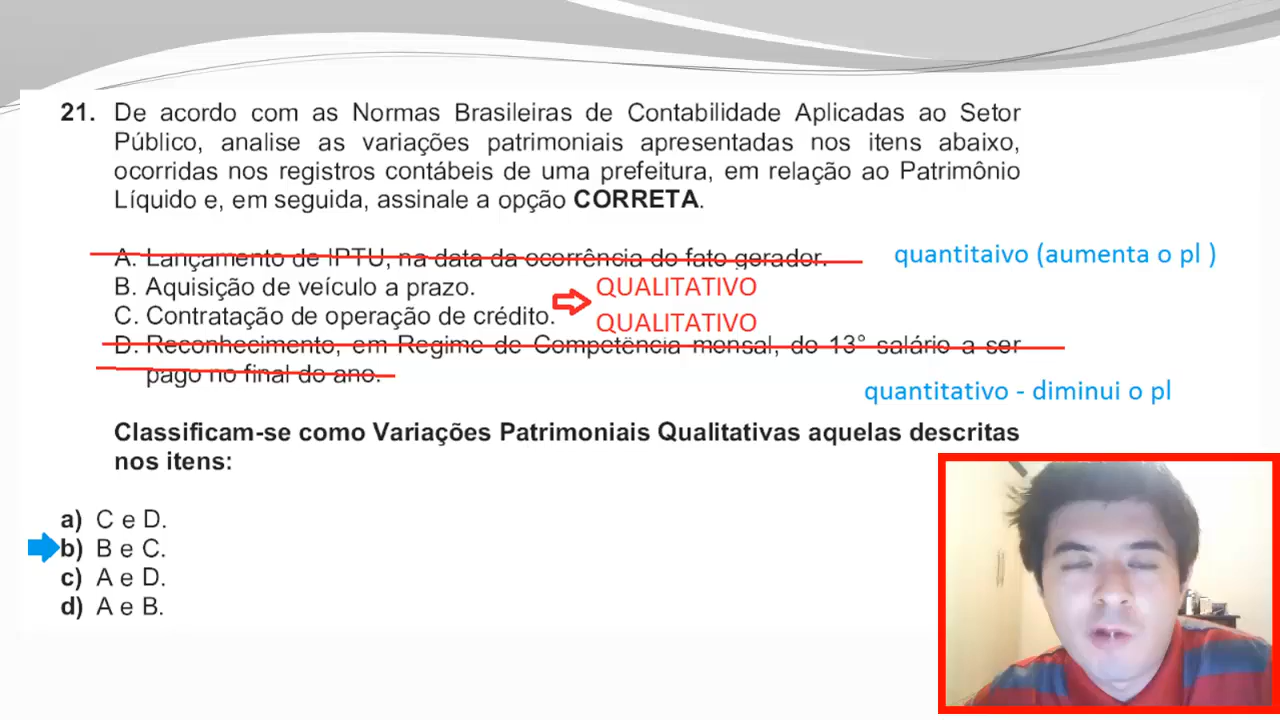 21. De acordo com as Normas Brasileiras de Contabilidade Aplicadas ao Setor
Público, analise as variações patrimoniais apresentadas nos itens abaixo,
ocorridas nos registros contábeis de uma prefeitura, em relação ao Patrimônio
Líquido e, em seguida, assinale a opção CORRETA.
A. Lançamento de IPTU, na data da ocorrência do fato gerador.
quantitaivo (aumenta o pl )
B. Aquisição de veículo a prazo.
QUALITATIVO
C. Contratação de operação de crédito.
QUALITATIVO
D. Reconhecimento, em Regime de Competência mensal, do 13° salário a ser
pago no final do ano.
quantitativo - diminui o pl
Classificam-se como Variações Patrimoniais Qualitativas aquelas descritas
nos itens:
a) C e D.
b) B e C.
c) A e D.
d) A e B.